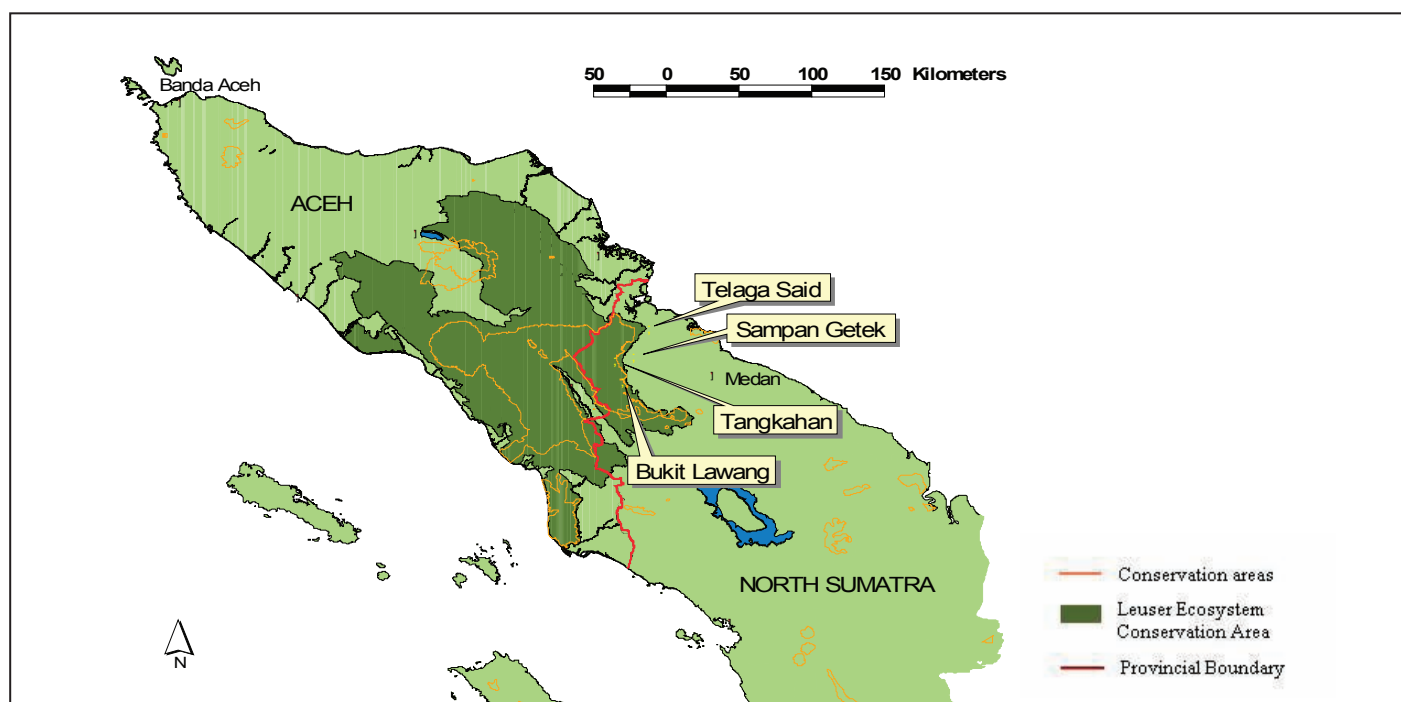 50 0 50 100 150 Kilometers
Banda Aceh
ACEH
Telaga Said
Sampan Getek
Medan
Tangkahan
Bukit Lawang
NORTH SUMATRA
N
Conservation areas
Leuser Ecosystem
Conservation Area
Provincial Boundary